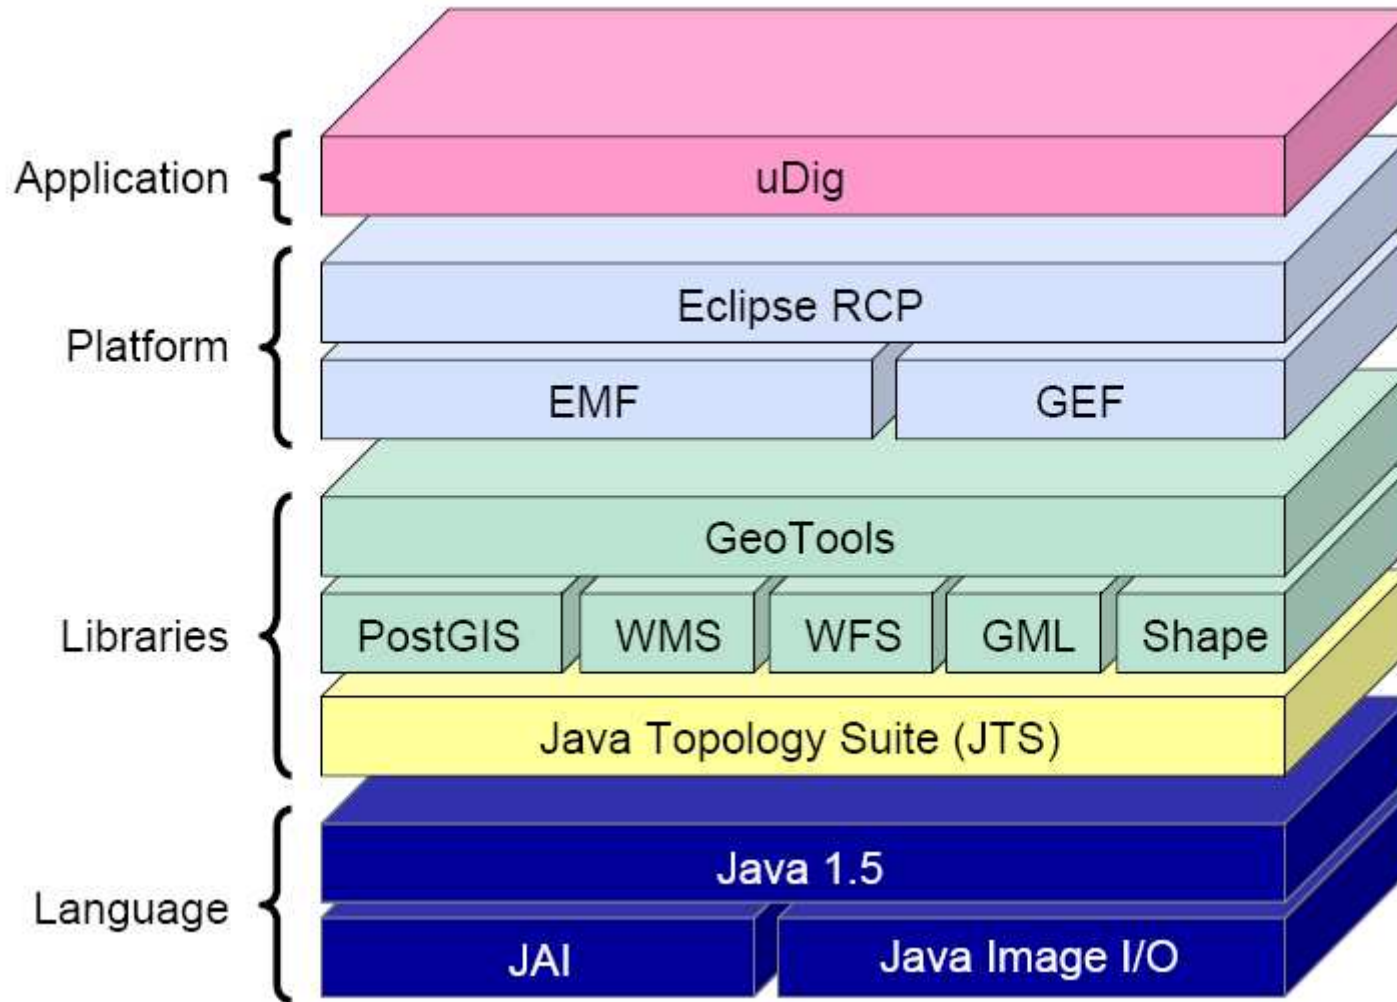 Application
uDig
Platform
Eclipse RCP
EMF
GEF
Libraries
GeoTools
PostGIS
WMS
WFS
GML
Shape
Java Topology Suite (JTS)
Language
Java 1.5
JAI
Java Image I/O